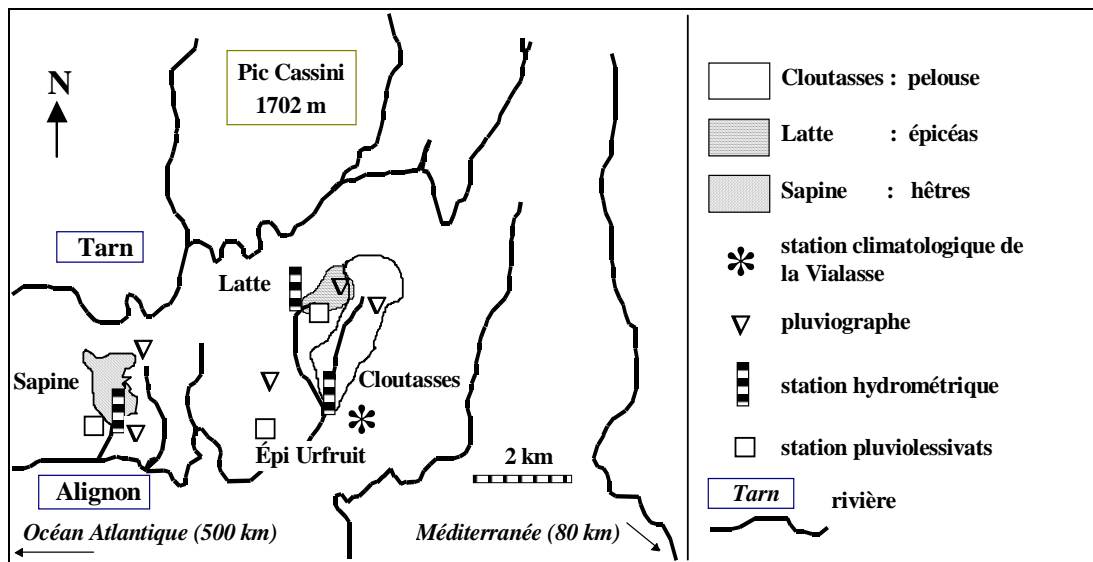 N
Pic Cassini
1702 m
Tarn
Latte
Sapine
Cloutasses
Épi Urfruit
2 km
Alignon
Océan Atlantique (500 km)
Méditerranée (80 km)
Cloutasses : pelouse
Latte : épicéas
Sapine : hêtres
station climatologique de
la Vialasse
pluviographe
station hydrométrique
station pluviolessivats
Tarn rivière